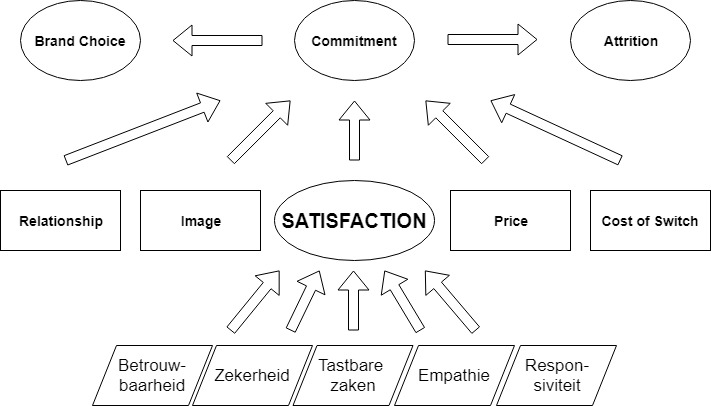 Brand Choice
Commitment
Attrition
Relationship
Image
SATISFACTION
Price
Cost of Switch
Betrouw-
baarheid
Zekerheid
Tastbare
zaken
Empathie
Respon-
siviteit